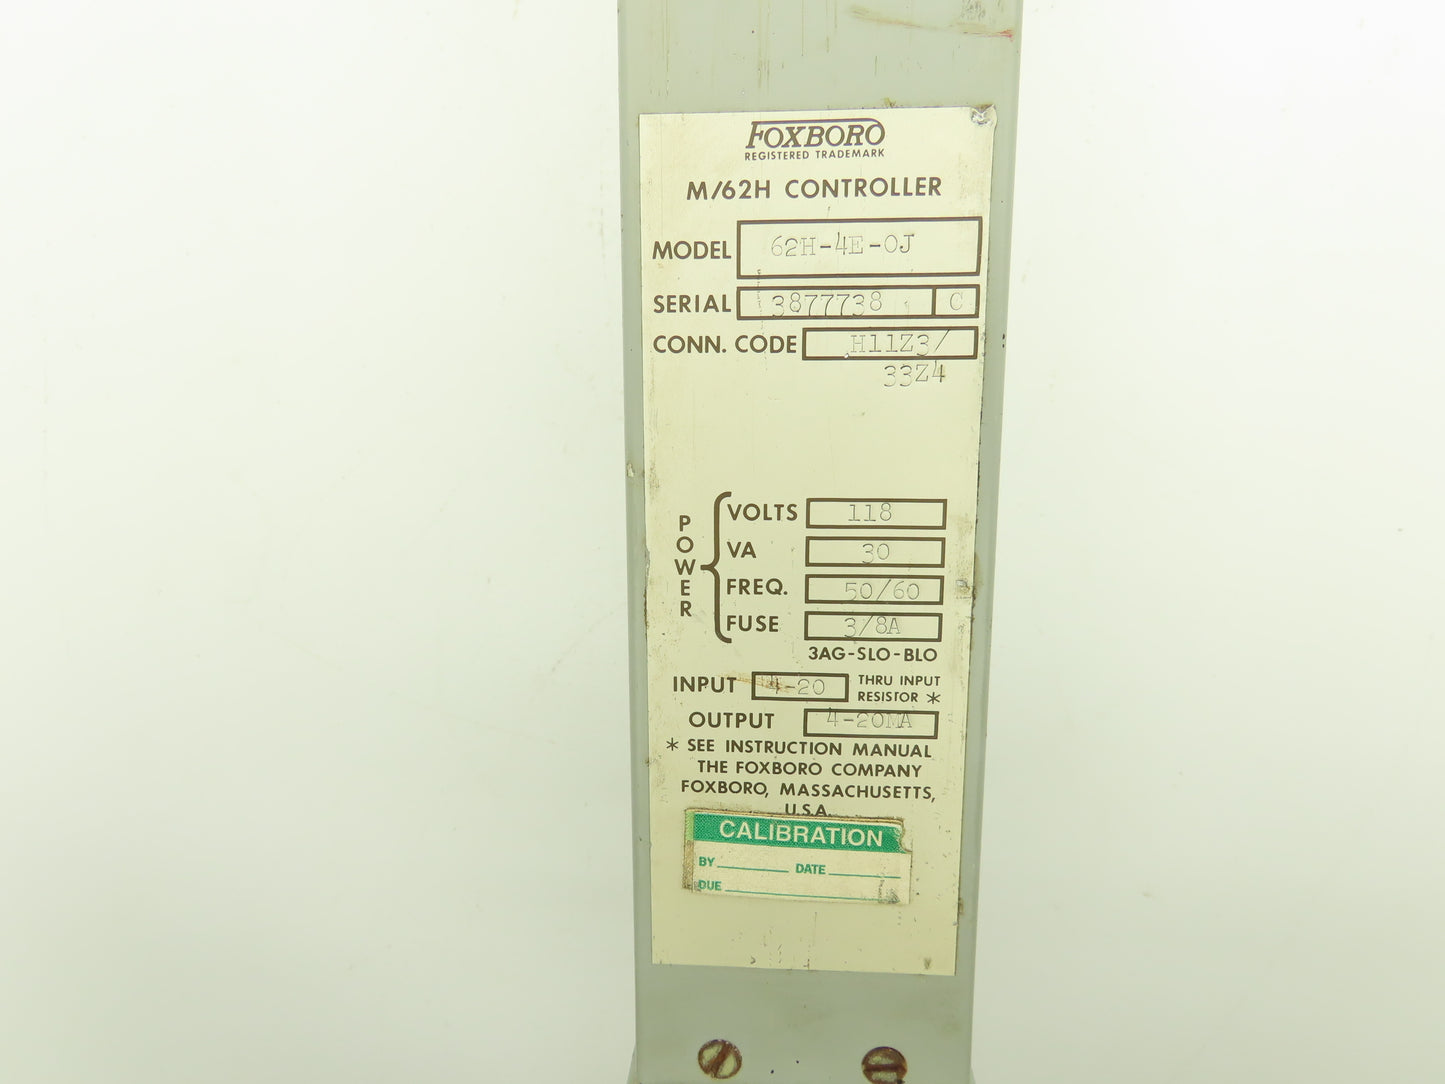 FOXBORO
REGISTERED TRADEMARK
M/62H CONTROLLER
MODEL 62H-4E-OJ
SERIAL 3877738 C
CONN. CODE H11Z3/
33Z4
POWER
VOLTS 118
VA 30
FREQ. 50/60
FUSE 3/8A
3AG-SLO-BLO
INPUT 4-20 THRU INPUT
RESISTOR *
OUTPUT 4-20MA
* SEE INSTRUCTION MANUAL
THE FOXBORO COMPANY
FOXBORO, MASSACHUSETTS,
U.S.A.
CALIBRATION
BY DATE
DUE